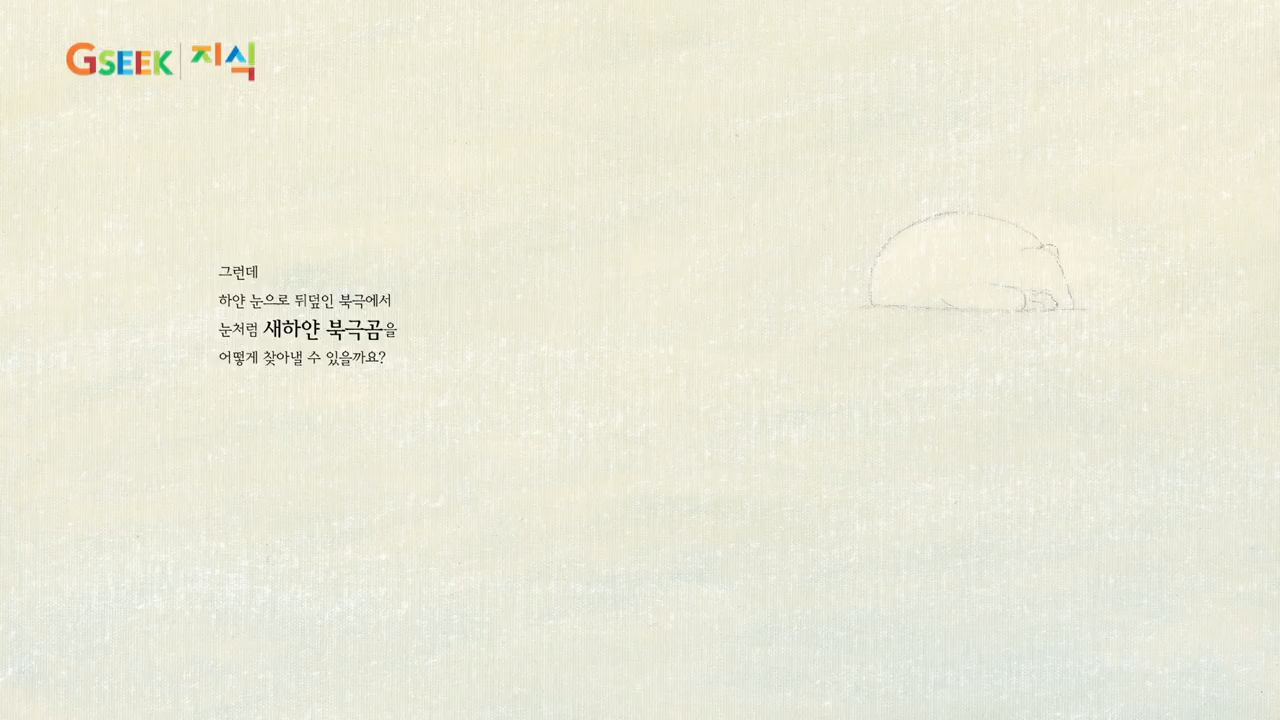 GSEEK 지식
그런데
하얀 눈으로 뒤덮인 북극에서
눈처럼 새하얀 북극곰을
어떻게 찾아낼 수 있을까요?